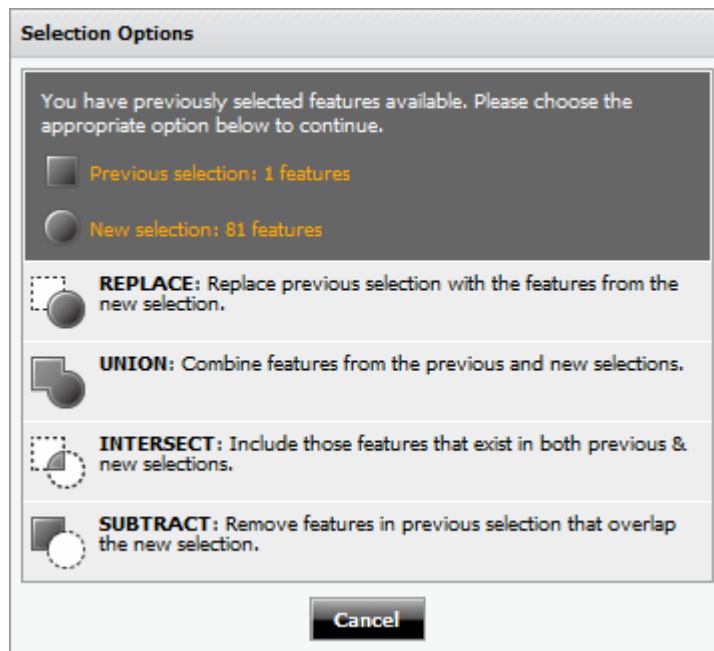 Selection Options
You have previously selected features available. Please choose the
appropriate option below to continue.
Previous selection: 1 features
New selection: 81 features
REPLACE: Replace previous selection with the features from the
new selection.
UNION: Combine features from the previous and new selections.
INTERSECT: Include those features that exist in both previous &
new selections.
SUBTRACT: Remove features in previous selection that overlap
the new selection.
Cancel